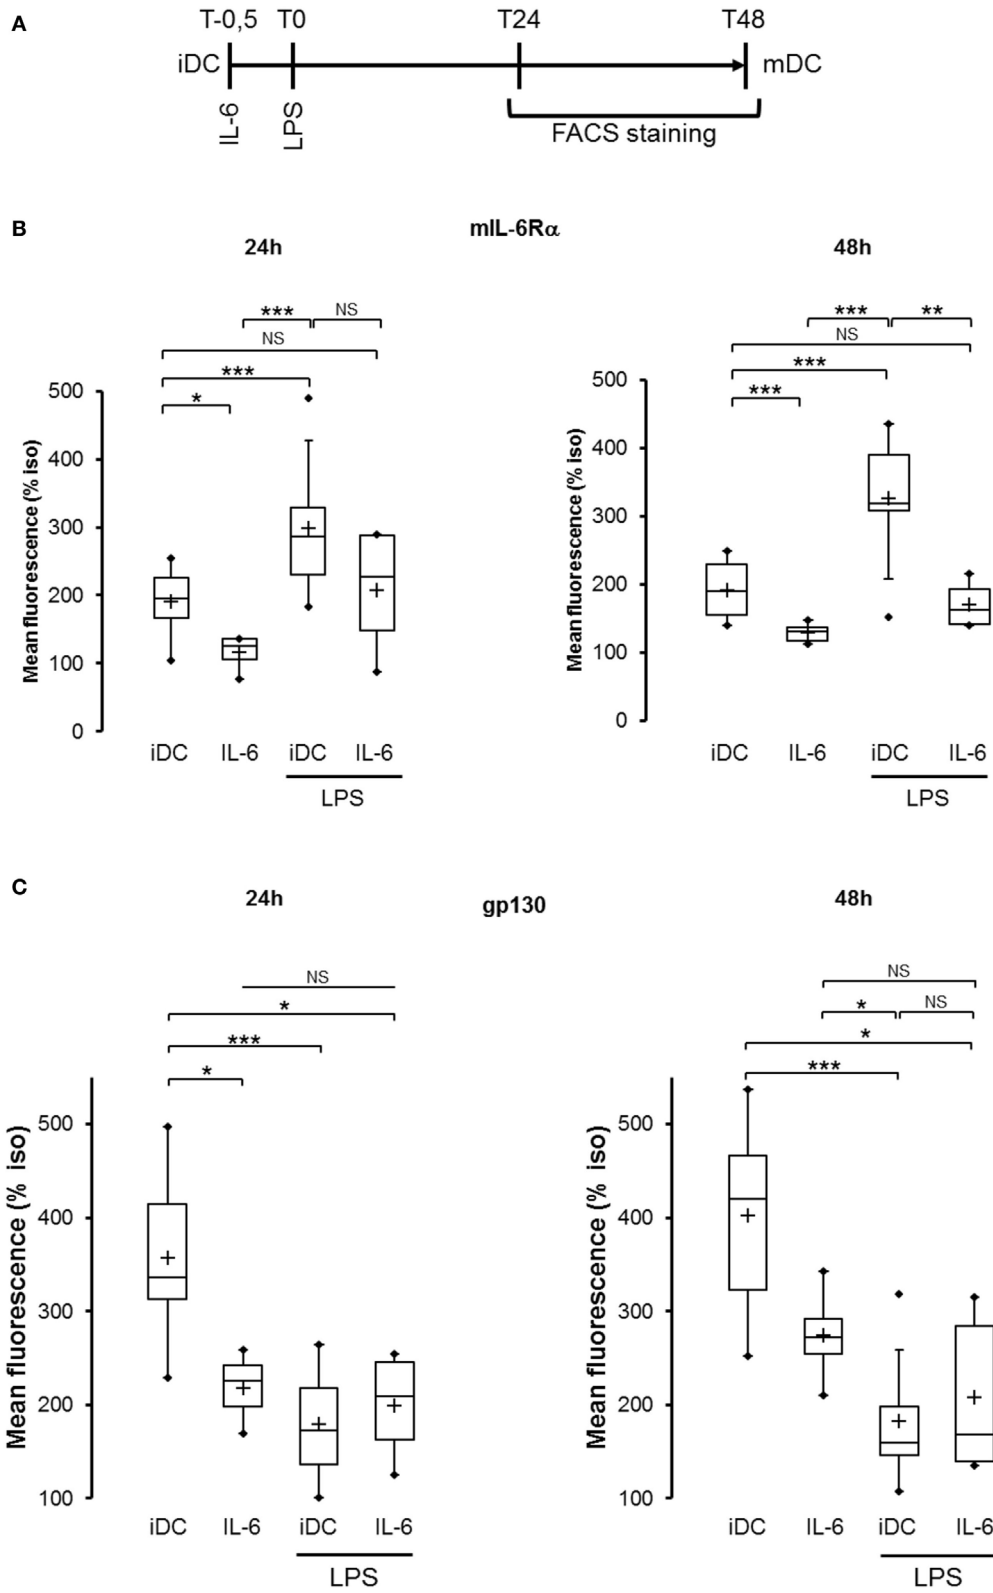 A
T-0,5 T0 T24 T48
iDC mDC
IL-6 LPS
FACS staining
B
mIL-6Rα
24h 48h
*** NS
NS
***
*
*** **
NS
***
***
Mean fluorescence (% iso)
500
400
300
200
100
0
iDC IL-6 iDC IL-6
LPS
Mean fluorescence (% iso)
500
400
300
200
100
0
iDC IL-6 iDC IL-6
LPS
C
24h gp130 48h
NS
*
***
*
NS
* NS
*
***
Mean fluorescence (% iso)
500
400
300
200
100
iDC IL-6 iDC IL-6
LPS
Mean fluorescence (% iso)
500
400
300
200
100
iDC IL-6 iDC IL-6
LPS